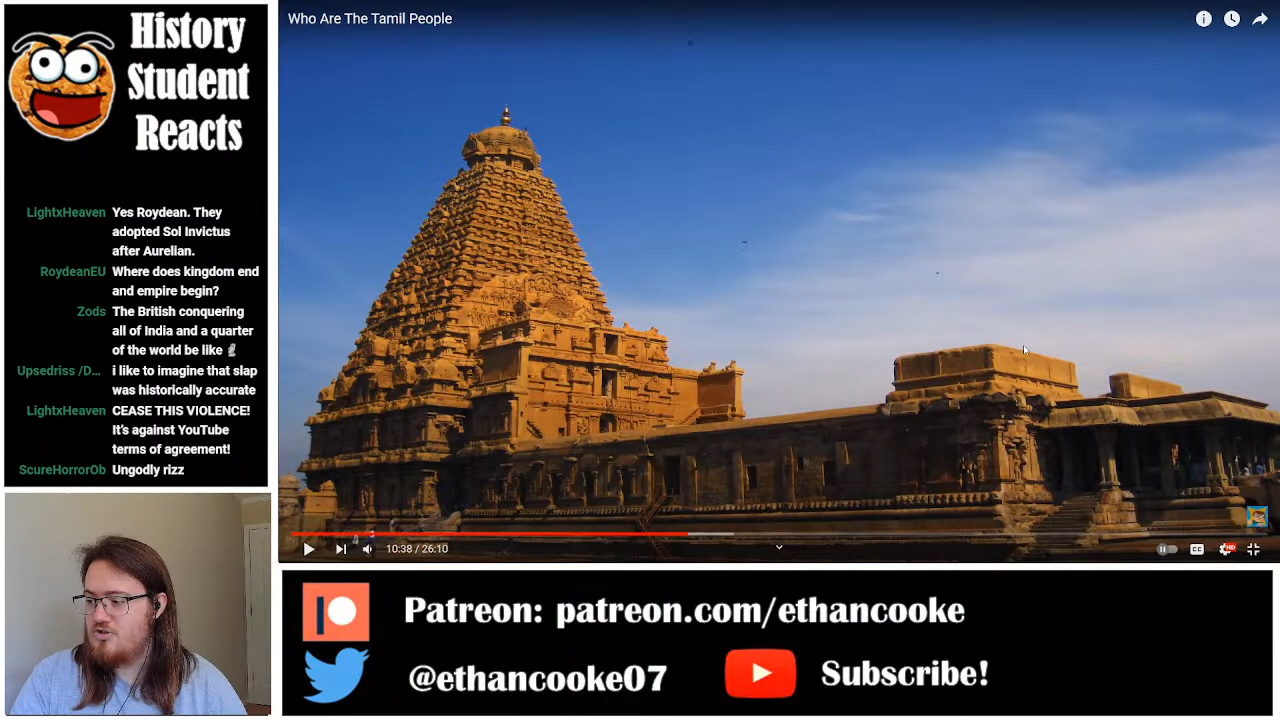 History
Student
Reacts
LightxHeaven Yes Roydean. They
adopted Sol Invictus
after Aurelian.
RoydeanEU Where does kingdom end
and empire begin?
Zods The British conquering
all of India and a quarter
of the world be like
Upsedriss /D... i like to imagine that slap
was historically accurate
LightxHeaven CEASE THIS VIOLENCE!
It's against YouTube
terms of agreement!
ScureHorrorOb Ungodly rizz
Who Are The Tamil People
10:38 / 26:10
CC
HD
Patreon: patreon.com/ethancooke
@ethancooke07
Subscribe!